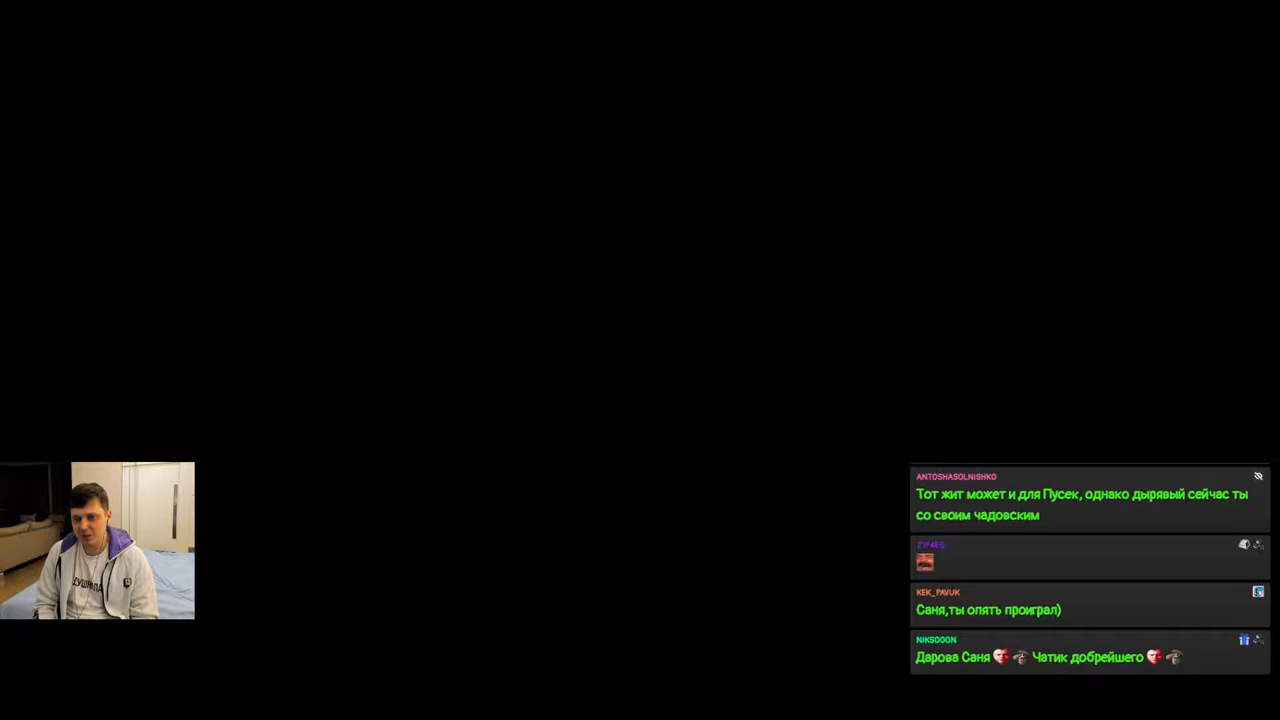 ANTOSHASOLNISHKO
Тот жит может и для Пусек, однако дырявый сейчас ты
со своим чадовским
KEK_PAVUK
Саня,ты опять проиграл)
NIKSOOON
Дарова Саня Чатик добрейшего
ДУШНИЛА